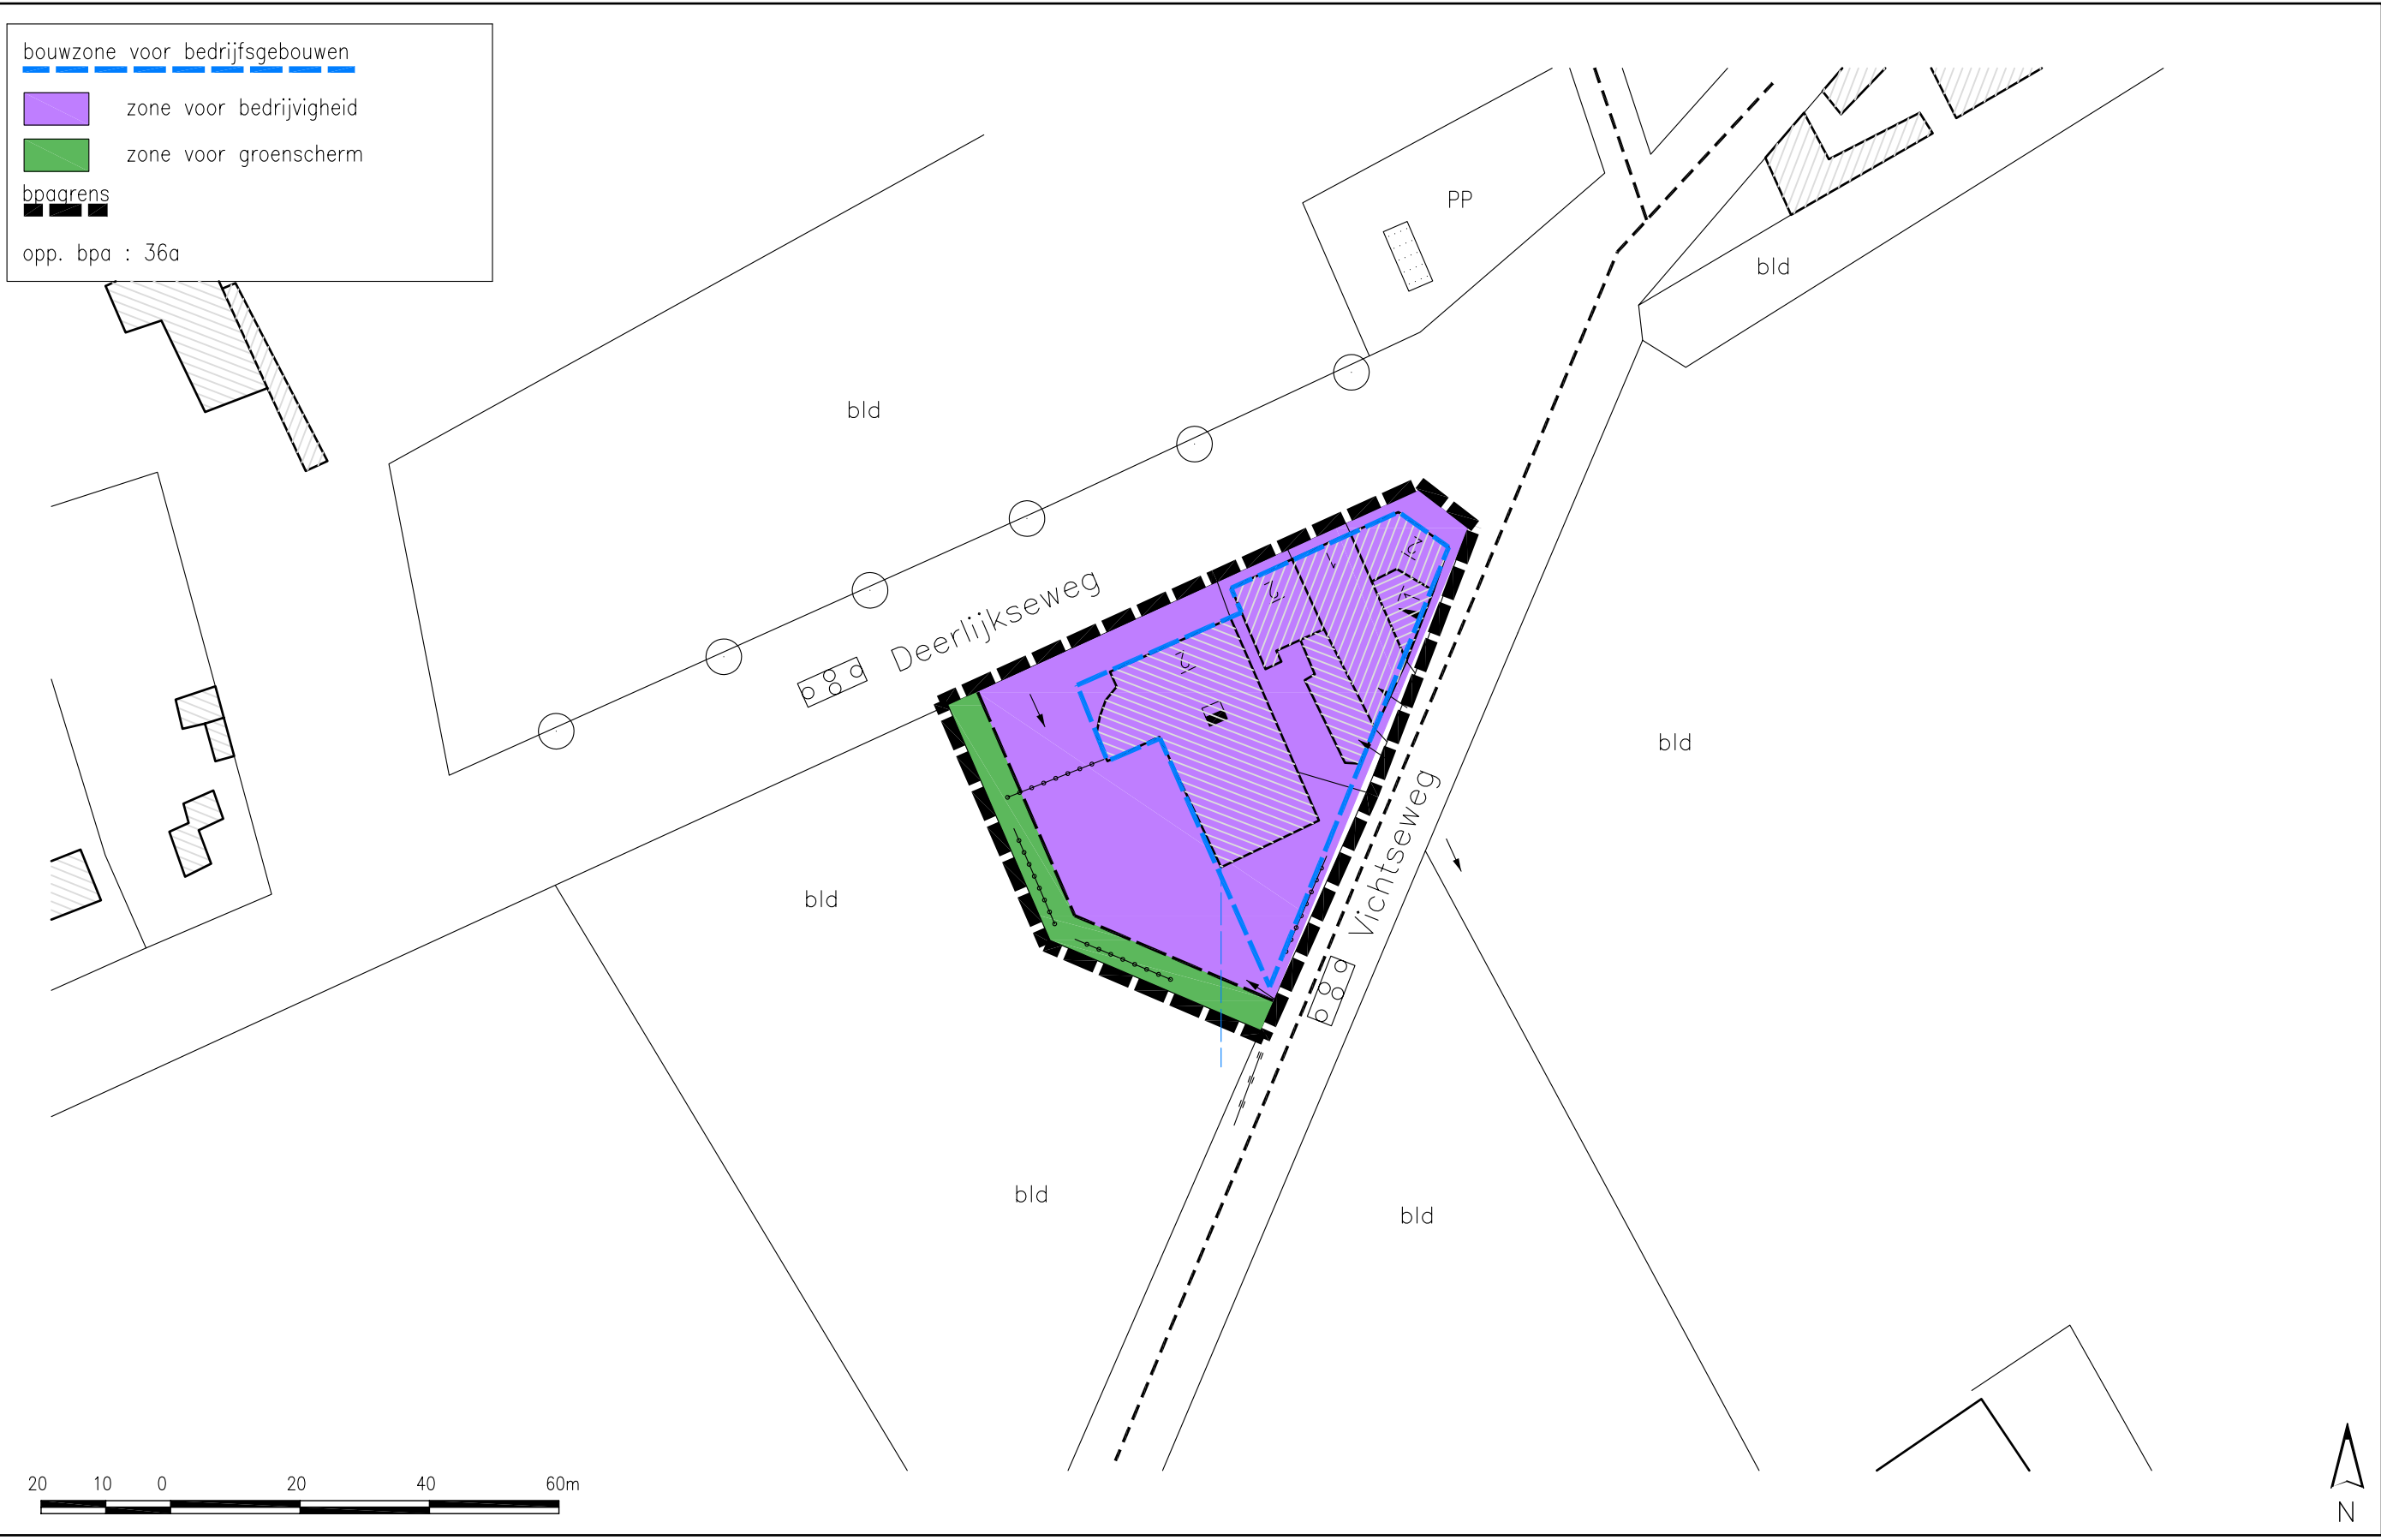 bouwzone voor bedrijfsgebouwen
zone voor bedrijvigheid
zone voor groenscherm
bpagrens
opp. bpa : 36a
PP
bld
bld
Deerlijkseweg
bld
Vichtseweg
bld
bld
bld
20 10 0 20 40 60m
N